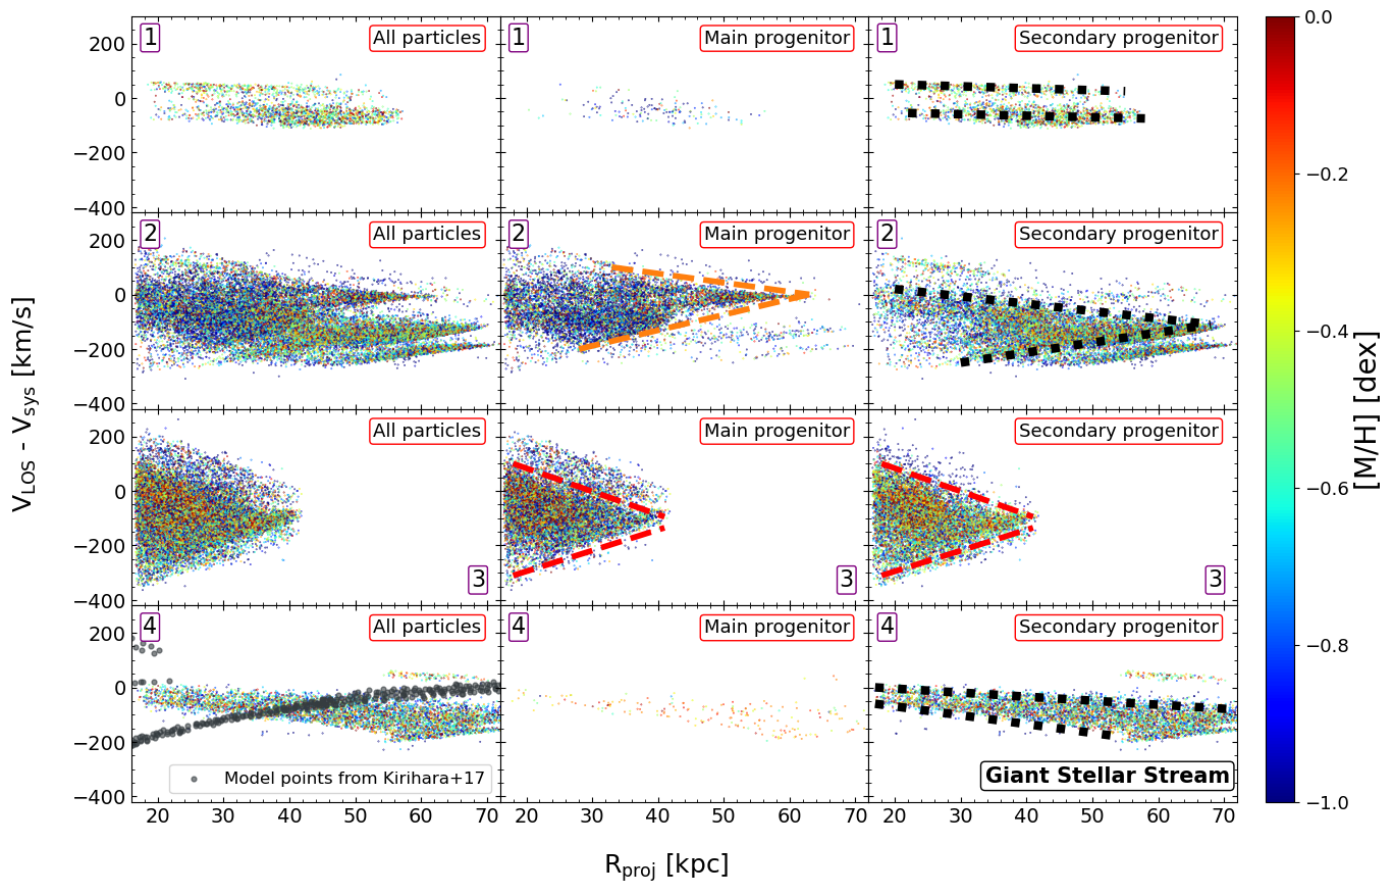 1 All particles 1 Main progenitor 1 Secondary progenitor 0.0
200
0
−200
−400
−0.2
2 All particles 2 Main progenitor 2 Secondary progenitor
200
0
−200
−400
V_LOS - V_sys [km/s]
−0.4
[M/H] [dex]
All particles Main progenitor Secondary progenitor
200
0
−200
−400
3 3 3
−0.6
4 All particles 4 Main progenitor 4 Secondary progenitor
−0.8
200
0
−200
−400
Model points from Kirihara+17
Giant Stellar Stream
−1.0
20 30 40 50 60 70 20 30 40 50 60 70 20 30 40 50 60 70
R_proj [kpc]